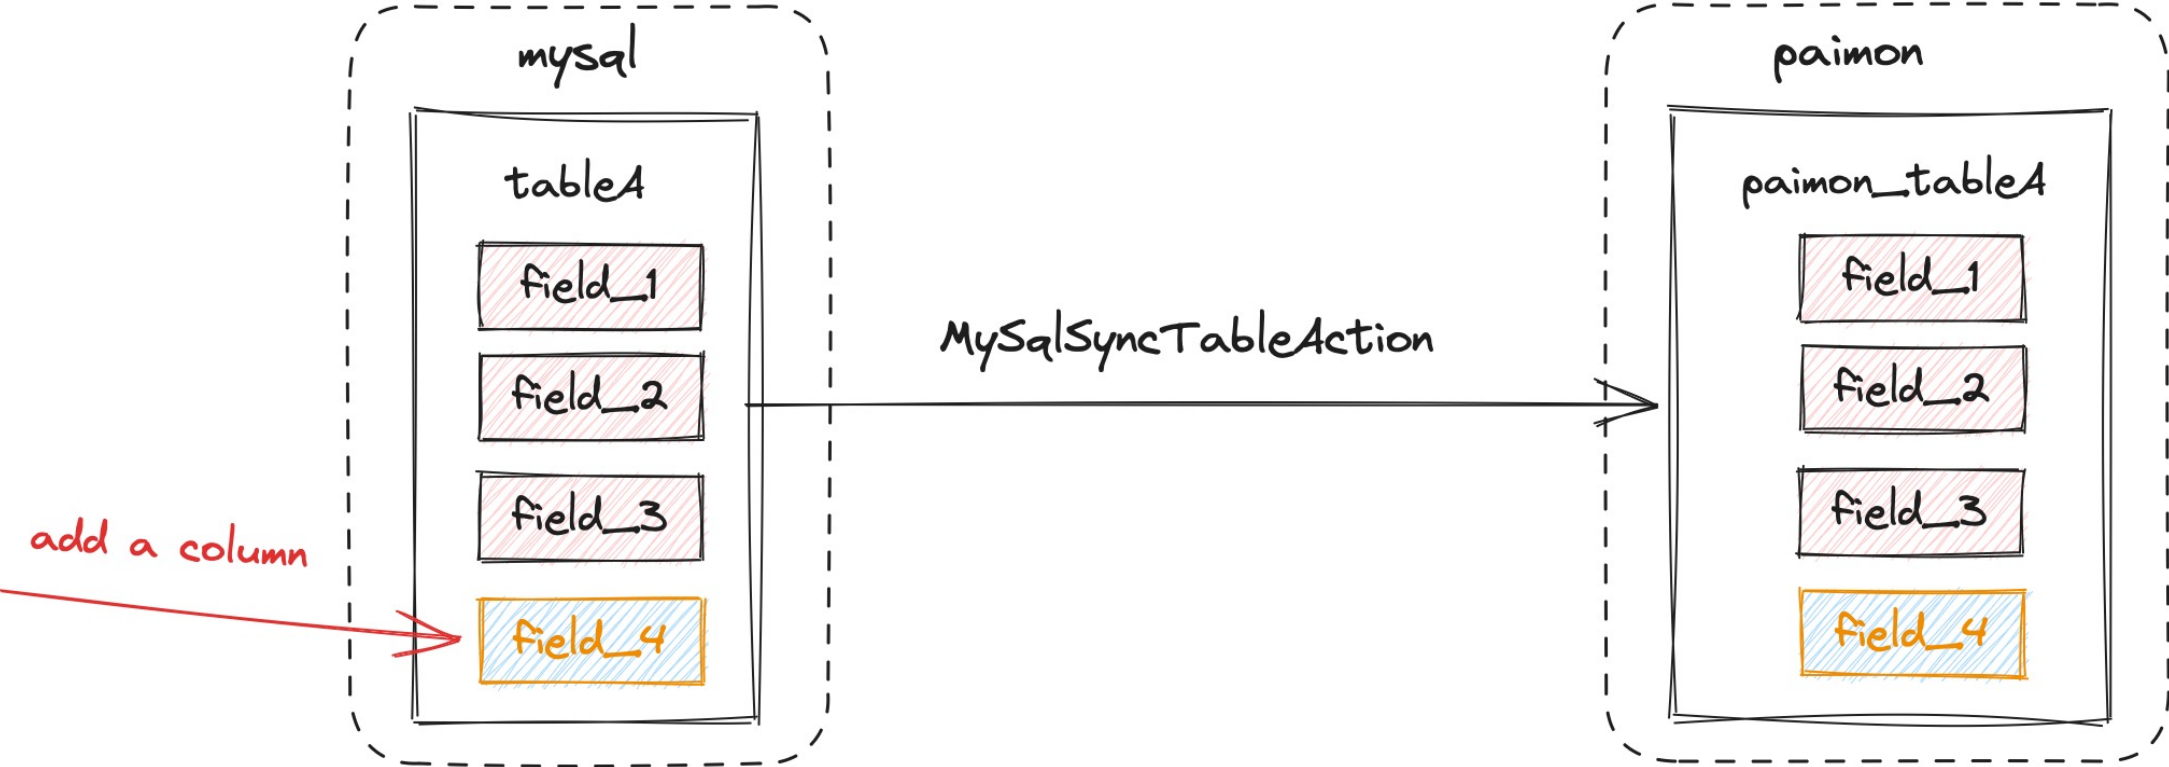 mysql
tableA
field_1
field_2
field_3
field_4
add a column
MySqlSyncTableAction
paimon
paimon_tableA
field_1
field_2
field_3
field_4